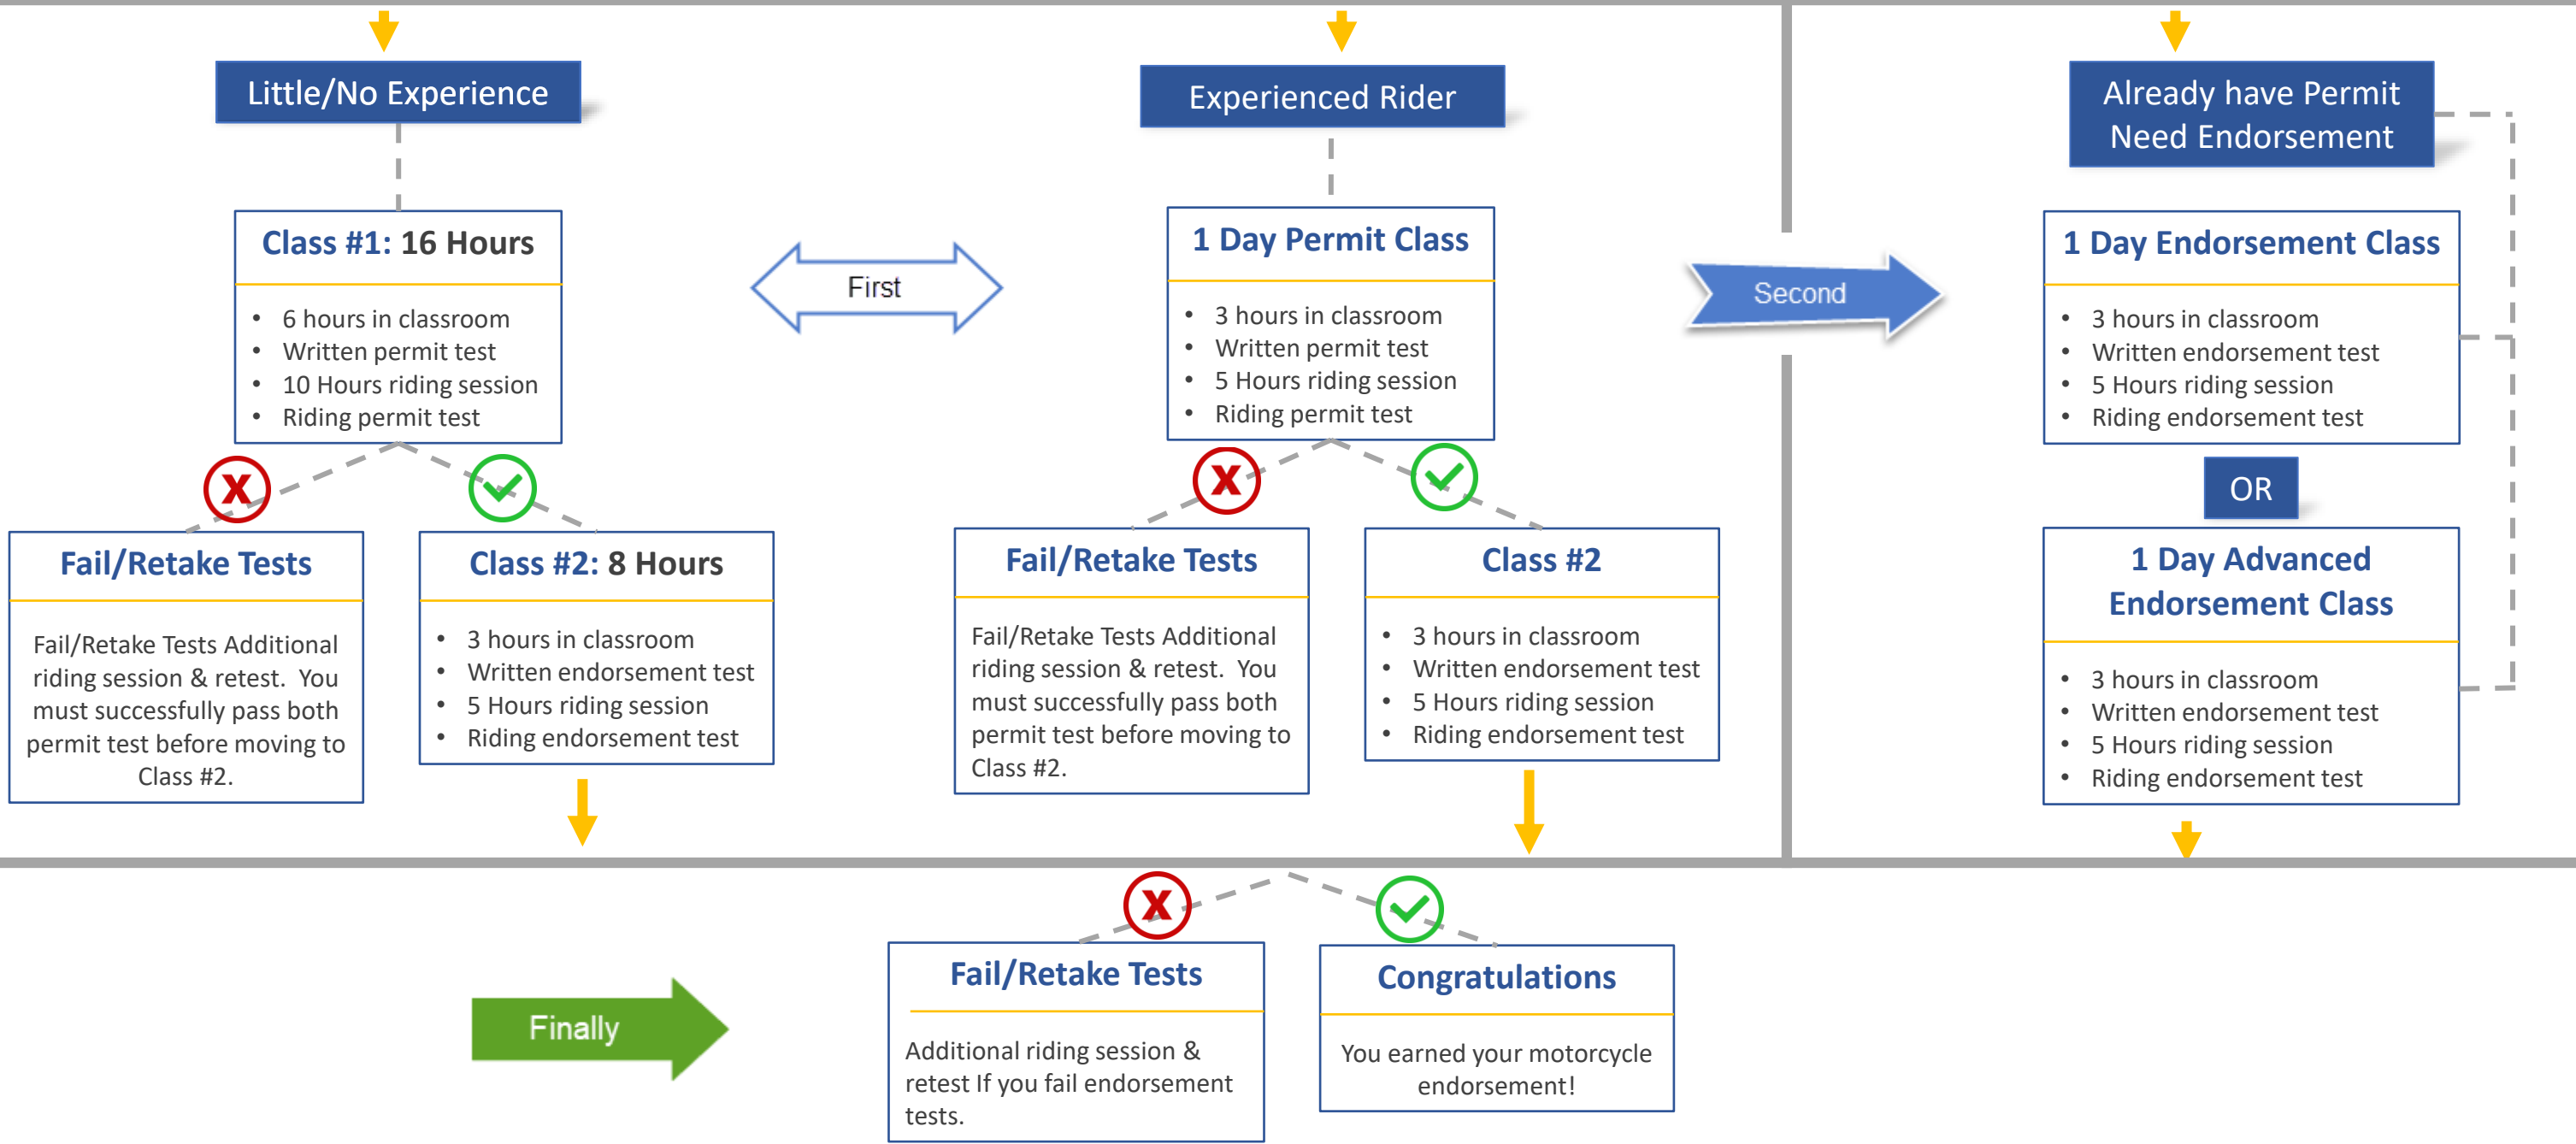 Little/No Experience
Class #1: 16 Hours
• 6 hours in classroom
• Written permit test
• 10 Hours riding session
• Riding permit test
Fail/Retake Tests
Fail/Retake Tests Additional
riding session & retest.  You
must successfully pass both
permit test before moving to
Class #2.
Class #2: 8 Hours
• 3 hours in classroom
• Written endorsement test
• 5 Hours riding session
• Riding endorsement test
First
Experienced Rider
1 Day Permit Class
• 3 hours in classroom
• Written permit test
• 5 Hours riding session
• Riding permit test
Fail/Retake Tests
Fail/Retake Tests Additional
riding session & retest.  You
must successfully pass both
permit test before moving to
Class #2.
Class #2
• 3 hours in classroom
• Written endorsement test
• 5 Hours riding session
• Riding endorsement test
Second
Already have Permit
Need Endorsement
1 Day Endorsement Class
• 3 hours in classroom
• Written endorsement test
• 5 Hours riding session
• Riding endorsement test
OR
1 Day Advanced
Endorsement Class
• 3 hours in classroom
• Written endorsement test
• 5 Hours riding session
• Riding endorsement test
Finally
Fail/Retake Tests
Additional riding session &
retest If you fail endorsement
tests.
Congratulations
You earned your motorcycle
endorsement!